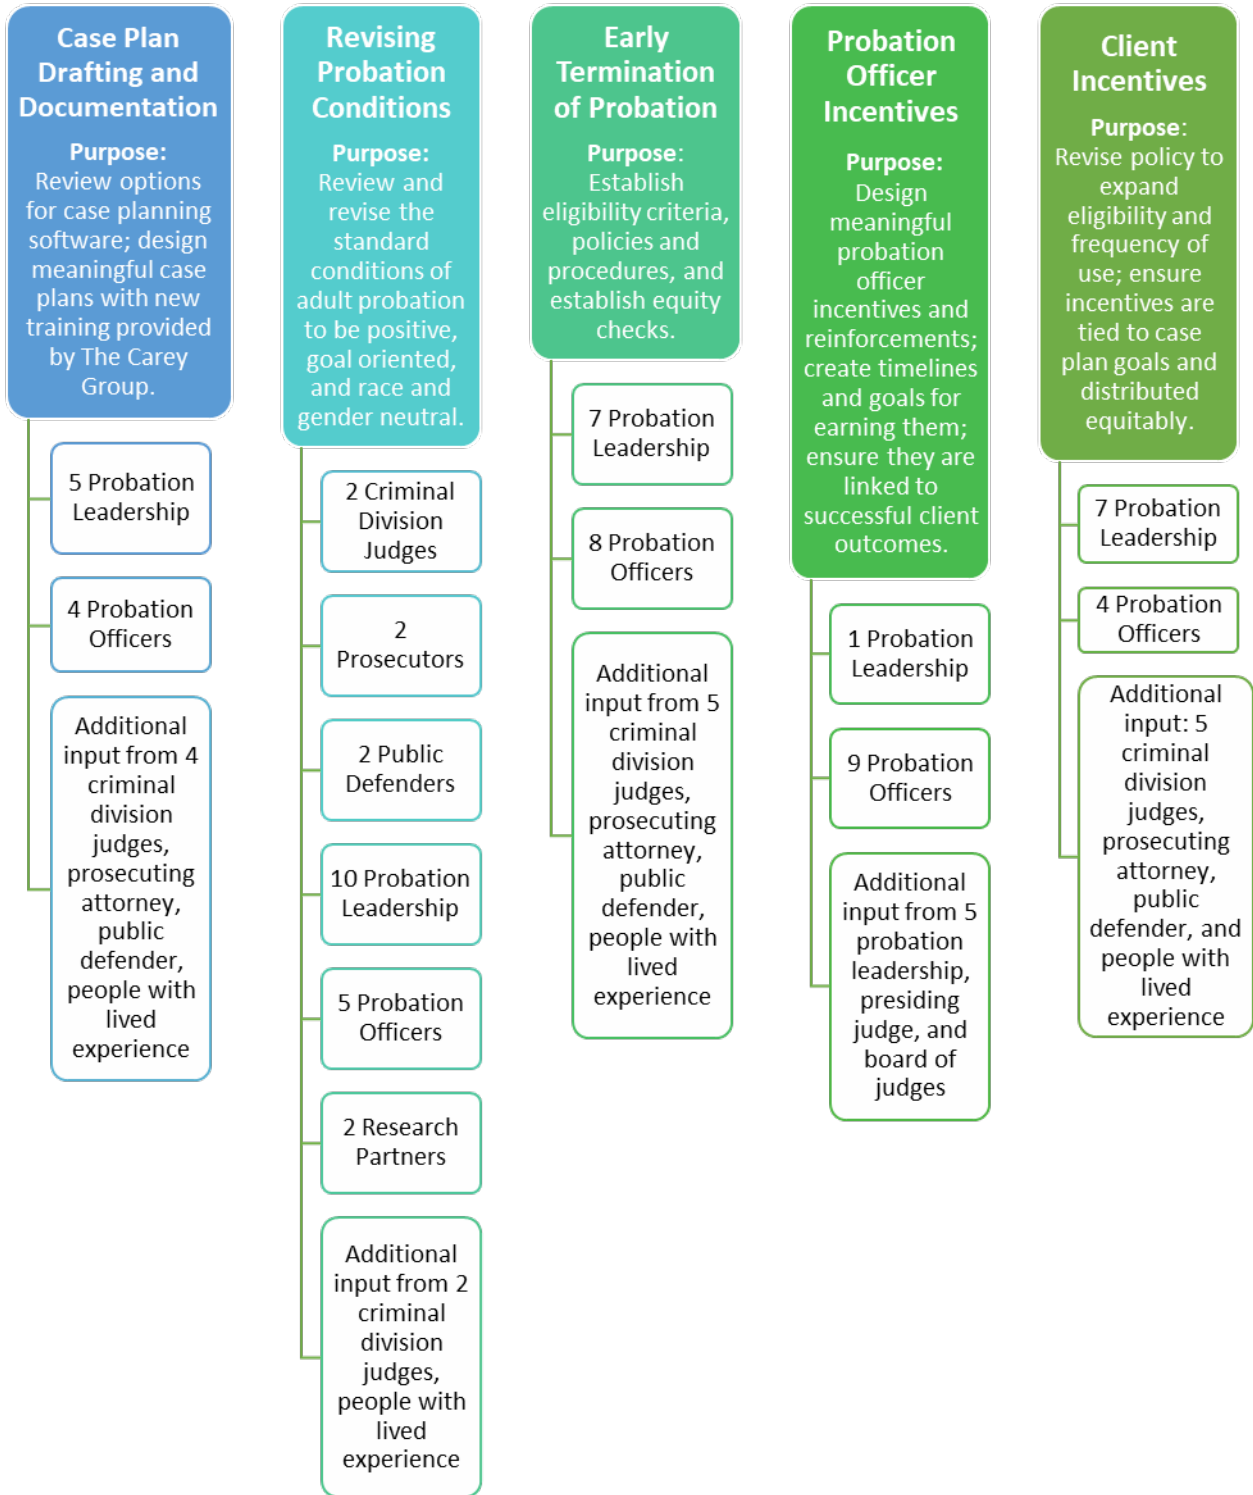 Case Plan
Drafting and
Documentation
Purpose:
Review options
for case planning
software; design
meaningful case
plans with new
training provided
by The Carey
Group.
5 Probation
Leadership
4 Probation
Officers
Additional
input from 4
criminal
division
judges,
prosecuting
attorney,
public
defender,
people with
lived
experience
Revising
Probation
Conditions
Purpose:
Review and
revise the
standard
conditions of
adult probation
to be positive,
goal oriented,
and race and
gender neutral.
2 Criminal
Division
Judges
2
Prosecutors
2 Public
Defenders
10 Probation
Leadership
5 Probation
Officers
2 Research
Partners
Additional
input from 2
criminal
division
judges,
people with
lived
experience
Early
Termination
of Probation
Purpose:
Establish
eligibility criteria,
policies and
procedures, and
establish equity
checks.
7 Probation
Leadership
8 Probation
Officers
Additional
input from 5
criminal
division
judges,
prosecuting
attorney,
public
defender,
people with
lived
experience
Probation
Officer
Incentives
Purpose:
Design
meaningful
probation
officer
incentives and
reinforcements;
create timelines
and goals for
earning them;
ensure they are
linked to
successful client
outcomes.
1 Probation
Leadership
9 Probation
Officers
Additional
input from 5
probation
leadership,
presiding
judge, and
board of
judges
Client
Incentives
Purpose:
Revise policy to
expand
eligibility and
frequency of
use; ensure
incentives are
tied to case
plan goals and
distributed
equitably.
7 Probation
Leadership
4 Probation
Officers
Additional
input: 5
criminal
division
judges,
prosecuting
attorney,
public
defender, and
people with
lived
experience